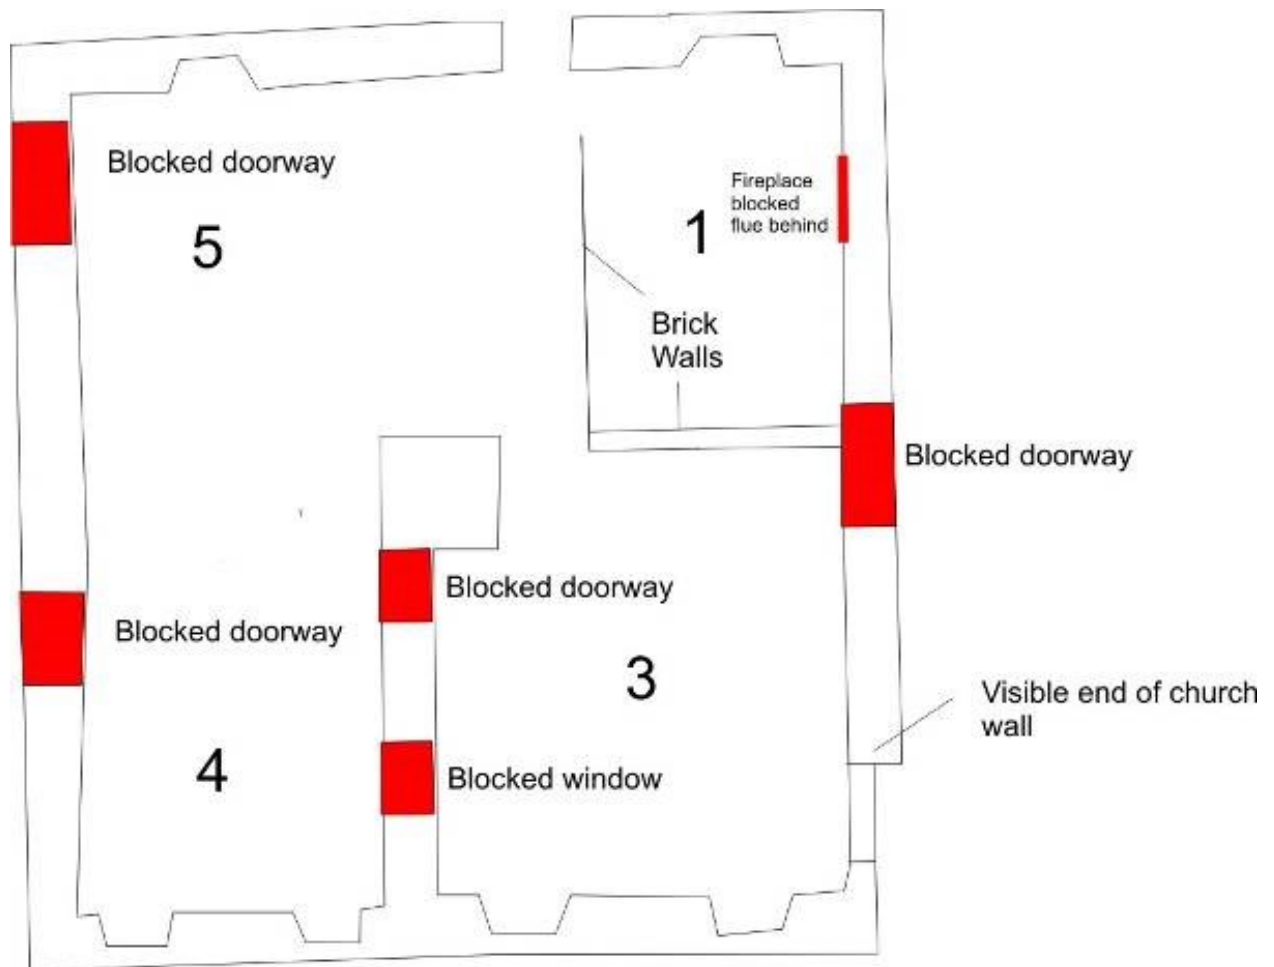 Blocked doorway
5
Fireplace
blocked
flue behind
1
Brick
Walls
Blocked doorway
Blocked doorway
Blocked doorway
3
Visible end of church
wall
4
Blocked window